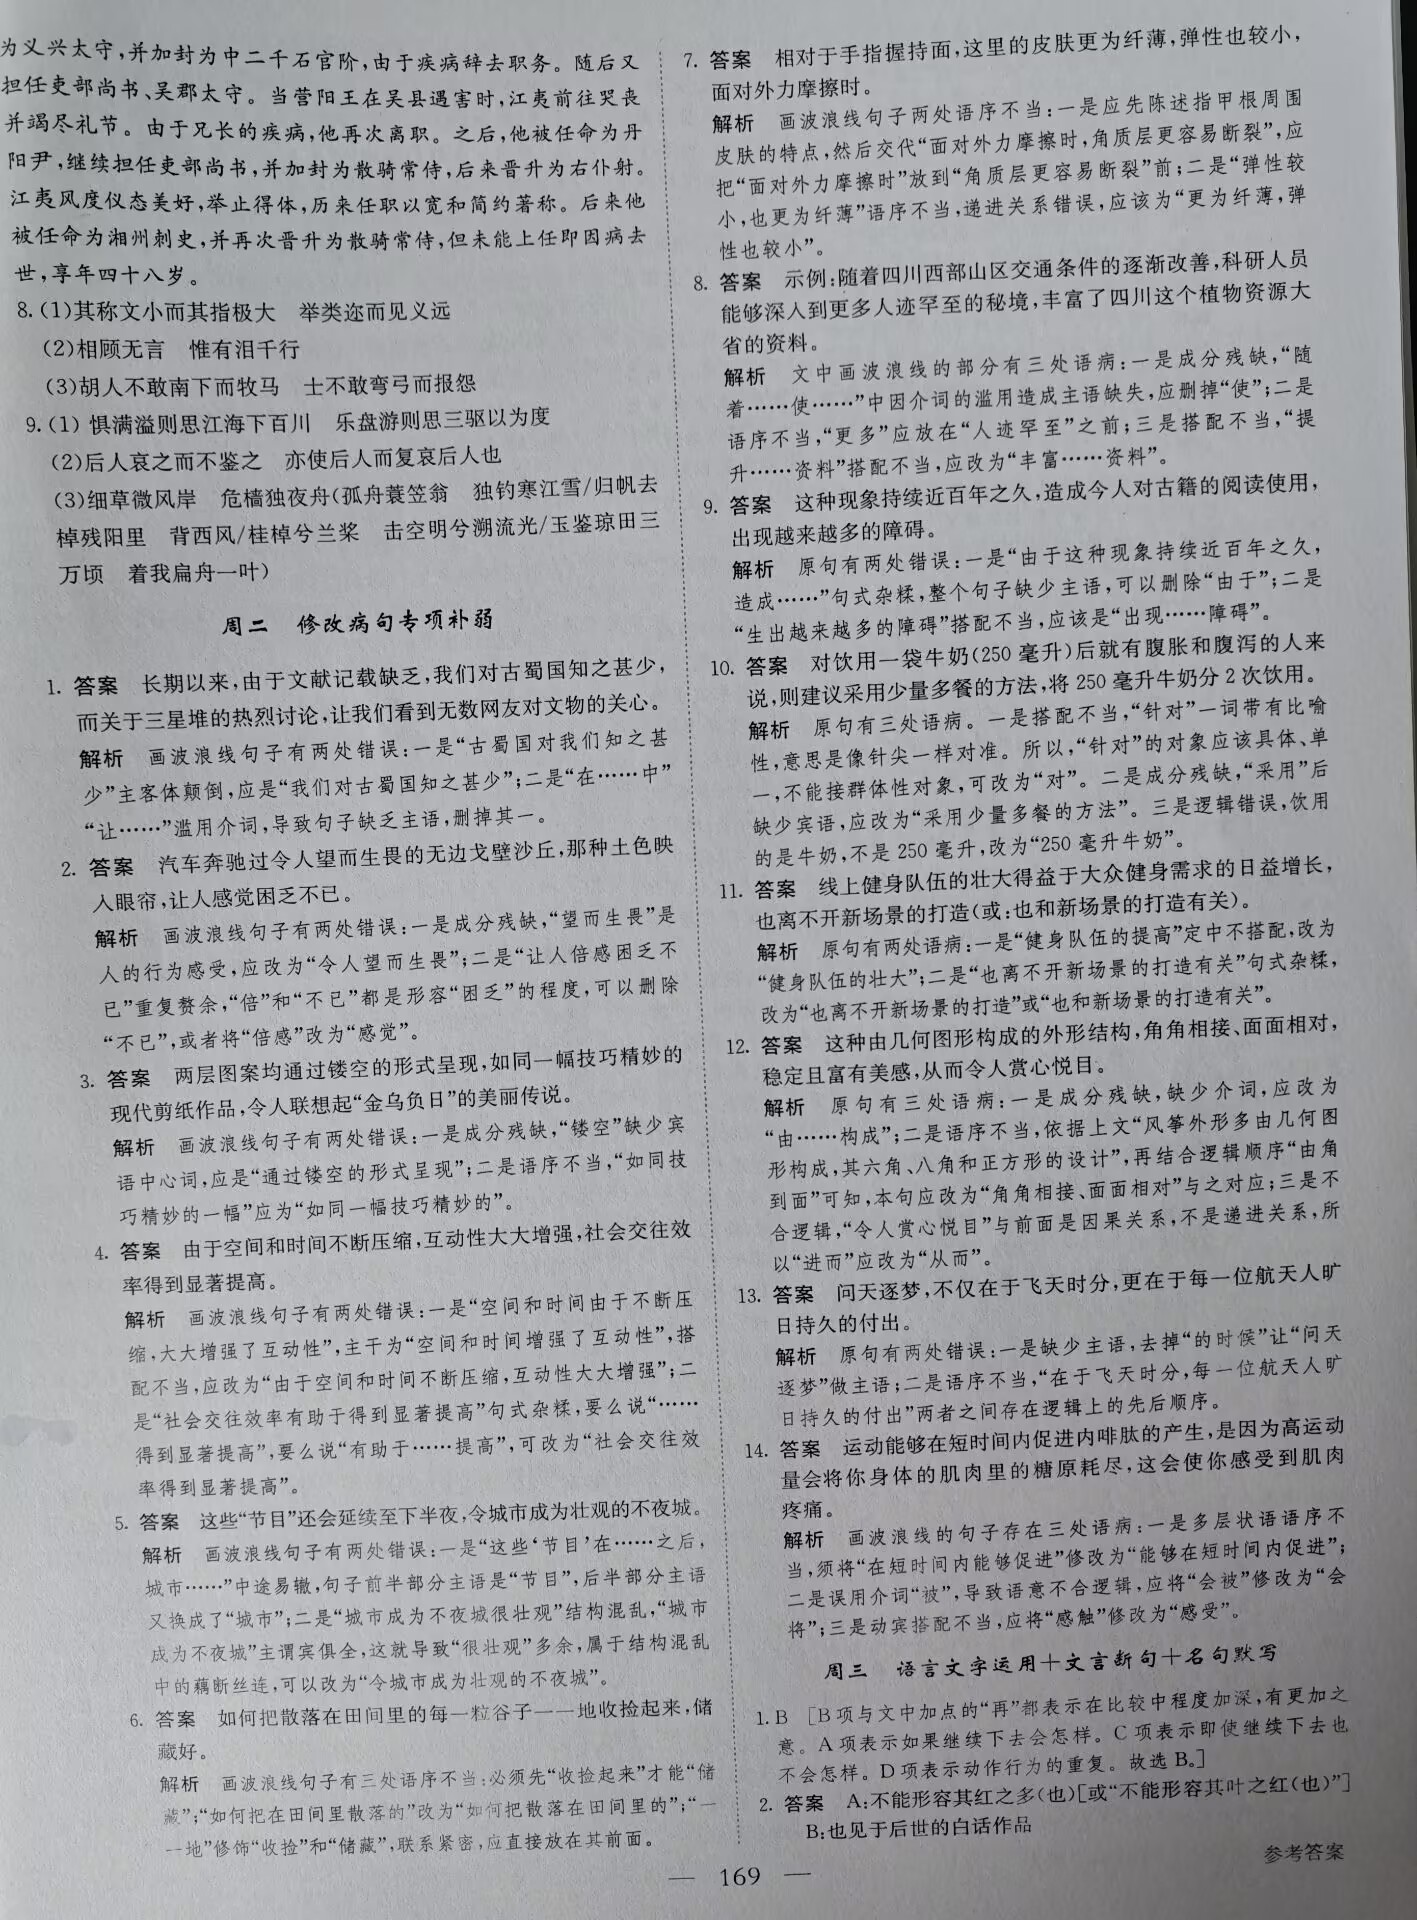 为义兴太守,并加封为中二千石官阶,由于疾病辞去职务。随后又
担任吏部尚书、吴郡太守。当营阳王在吴县遇害时,江夷前往哭丧
并竭尽礼节。由于兄长的疾病,他再次离职。之后,他被任命为丹
阳尹,继续担任吏部尚书,并加封为散骑常侍,后来晋升为右仆射。
江夷风度仪态美好,举止得体,历来任职以宽和简约著称。后来他
被任命为湘州刺史,并再次晋升为散骑常侍,但未能上任即因病去
世,享年四十八岁。
8.(1)其称文小而其指极大　举类迩而见义远
(2)相顾无言　惟有泪千行
(3)胡人不敢南下而牧马　士不敢弯弓而报怨
9.(1)惧满溢则思江海下百川　乐盘游则思三驱以为度
(2)后人哀之而不鉴之　亦使后人而复哀后人也
(3)细草微风岸　危樯独夜舟(孤舟蓑笠翁　独钓寒江雪/归帆去
棹残阳里　背西风/桂棹兮兰桨　击空明兮溯流光/玉鉴琼田三
万顷　着我扁舟一叶)
周二　修改病句专项补弱
1. 答案　长期以来,由于文献记载缺乏,我们对古蜀国知之甚少,
而关于三星堆的热烈讨论,让我们看到无数网友对文物的关心。
解析　画波浪线句子有两处错误:一是“古蜀国对我们知之甚
少”主客体颠倒,应是“我们对古蜀国知之甚少”;二是“在……中”
“让……”滥用介词,导致句子缺乏主语,删掉其一。
2. 答案　汽车奔驰过令人望而生畏的无边戈壁沙丘,那种土色映
入眼帘,让人感觉困乏不已。
解析　画波浪线句子有两处错误:一是成分残缺,“望而生畏”是
人的行为感受,应改为“令人望而生畏”;二是“让人倍感困乏不
已”重复赘余,“倍”和“不已”都是形容“困乏”的程度,可以删除
“不已”,或者将“倍感”改为“感觉”。
3. 答案　两层图案均通过镂空的形式呈现,如同一幅技巧精妙的
现代剪纸作品,令人联想起“金乌负日”的美丽传说。
解析　画波浪线句子有两处错误:一是成分残缺,“镂空”缺少宾
语中心词,应是“通过镂空的形式呈现”;二是语序不当,“如同技
巧精妙的一幅”应为“如同一幅技巧精妙的”。
4. 答案　由于空间和时间不断压缩,互动性大大增强,社会交往效
率得到显著提高。
解析　画波浪线句子有两处错误:一是“空间和时间由于不断压
缩,大大增强了互动性”,主干为“空间和时间增强了互动性”,搭
配不当,应改为“由于空间和时间不断压缩,互动性大大增强”;二
是“社会交往效率有助于得到显著提高”句式杂糅,要么说“……
得到显著提高”,要么说“有助于……提高”,可改为“社会交往效
率得到显著提高”。
5. 答案　这些“节目”还会延续至下半夜,令城市成为壮观的不夜城。
解析　画波浪线句子有两处错误:一是“这些‘节目’在……之后,
城市……”中途易辙,句子前半部分主语是“节目”,后半部分主语
又换成了“城市”;二是“城市成为不夜城很壮观”结构混乱,“城市
成为不夜城”主谓宾俱全,这就导致“很壮观”多余,属于结构混乱
中的藕断丝连,可以改为“令城市成为壮观的不夜城”。
6. 答案　如何把散落在田间里的每一粒谷子一一地收捡起来,储
藏好。
解析　画波浪线句子有三处语序不当:必须先“收捡起来”才能“储
藏”;“如何把在田间里散落的”改为“如何把散落在田间里的”;“一
一地”修饰“收捡”和“储藏”,联系紧密,应直接放在其前面。
7. 答案　相对于手指握持面,这里的皮肤更为纤薄,弹性也较小,
面对外力摩擦时。
解析　画波浪线句子两处语序不当:一是应先陈述指甲根周围
皮肤的特点,然后交代“面对外力摩擦时,角质层更容易断裂”,应
把“面对外力摩擦时”放到“角质层更容易断裂”前;二是“弹性较
小,也更为纤薄”语序不当,递进关系错误,应该为“更为纤薄,弹
性也较小”。
8. 答案　示例:随着四川西部山区交通条件的逐渐改善,科研人员
能够深入到更多人迹罕至的秘境,丰富了四川这个植物资源大
省的资料。
解析　文中画波浪线的部分有三处语病:一是成分残缺,“随
着……使……”中因介词的滥用造成主语缺失,应删掉“使”;二是
语序不当,“更多”应放在“人迹罕至”之前;三是搭配不当,“提
升……资料”搭配不当,应改为“丰富……资料”。
9. 答案　这种现象持续近百年之久,造成今人对古籍的阅读使用,
出现越来越多的障碍。
解析　原句有两处错误:一是“由于这种现象持续近百年之久,
造成……”句式杂糅,整个句子缺少主语,可以删除“由于”;二是
“生出越来越多的障碍”搭配不当,应该是“出现……障碍”。
10. 答案　对饮用一袋牛奶(250毫升)后就有腹胀和腹泻的人来
说,则建议采用少量多餐的方法,将250毫升牛奶分2次饮用。
解析　原句有三处语病。一是搭配不当,“针对”一词带有比喻
性,意思是像针尖一样对准。所以,“针对”的对象应该具体、单
一,不能接群体性对象,可改为“对”。二是成分残缺,“采用”后
缺少宾语,应改为“采用少量多餐的方法”。三是逻辑错误,饮用
的是牛奶,不是250毫升,改为“250毫升牛奶”。
11. 答案　线上健身队伍的壮大得益于大众健身需求的日益增长,
也离不开新场景的打造(或:也和新场景的打造有关)。
解析　原句有两处语病:一是“健身队伍的提高”定中不搭配,改为
“健身队伍的壮大”;二是“也离不开新场景的打造有关”句式杂糅,
改为“也离不开新场景的打造”或“也和新场景的打造有关”。
12. 答案　这种由几何图形构成的外形结构,角角相接、面面相对,
稳定且富有美感,从而令人赏心悦目。
解析　原句有三处语病:一是成分残缺,缺少介词,应改为
“由……构成”;二是语序不当,依据上文“风筝外形多由几何图
形构成,其六角、八角和正方形的设计”,再结合逻辑顺序“由角
到面”可知,本句应改为“角角相接、面面相对”与之对应;三是不
合逻辑,“令人赏心悦目”与前面是因果关系,不是递进关系,所
以“进而”应改为“从而”。
13. 答案　问天逐梦,不仅在于飞天时分,更在于每一位航天人旷
日持久的付出。
解析　原句有两处错误:一是缺少主语,去掉“的时候”让“问天
逐梦”做主语;二是语序不当,“在于飞天时分,每一位航天人旷
日持久的付出”两者之间存在逻辑上的先后顺序。
14. 答案　运动能够在短时间内促进内啡肽的产生,是因为高运动
量会将你身体的肌肉里的糖原耗尽,这会使你感受到肌肉
疼痛。
解析　画波浪线的句子存在三处语病:一是多层状语语序不
当,须将“在短时间内能够促进”修改为“能够在短时间内促进”;
二是误用介词“被”,导致语意不合逻辑,应将“会被”修改为“会
将”;三是动宾搭配不当,应将“感触”修改为“感受”。
周三　语言文字运用＋文言断句＋名句默写
1. B　[B项与文中加点的“再”都表示在比较中程度加深,有更加之
意。A项表示如果继续下去会怎样。C项表示即使继续下去也
不会怎样。D项表示动作行为的重复。故选B。]
2. 答案　A:不能形容其红之多(也)[或“不能形容其叶之红(也)”]
B:也见于后世的白话作品
参考答案
— 169 —